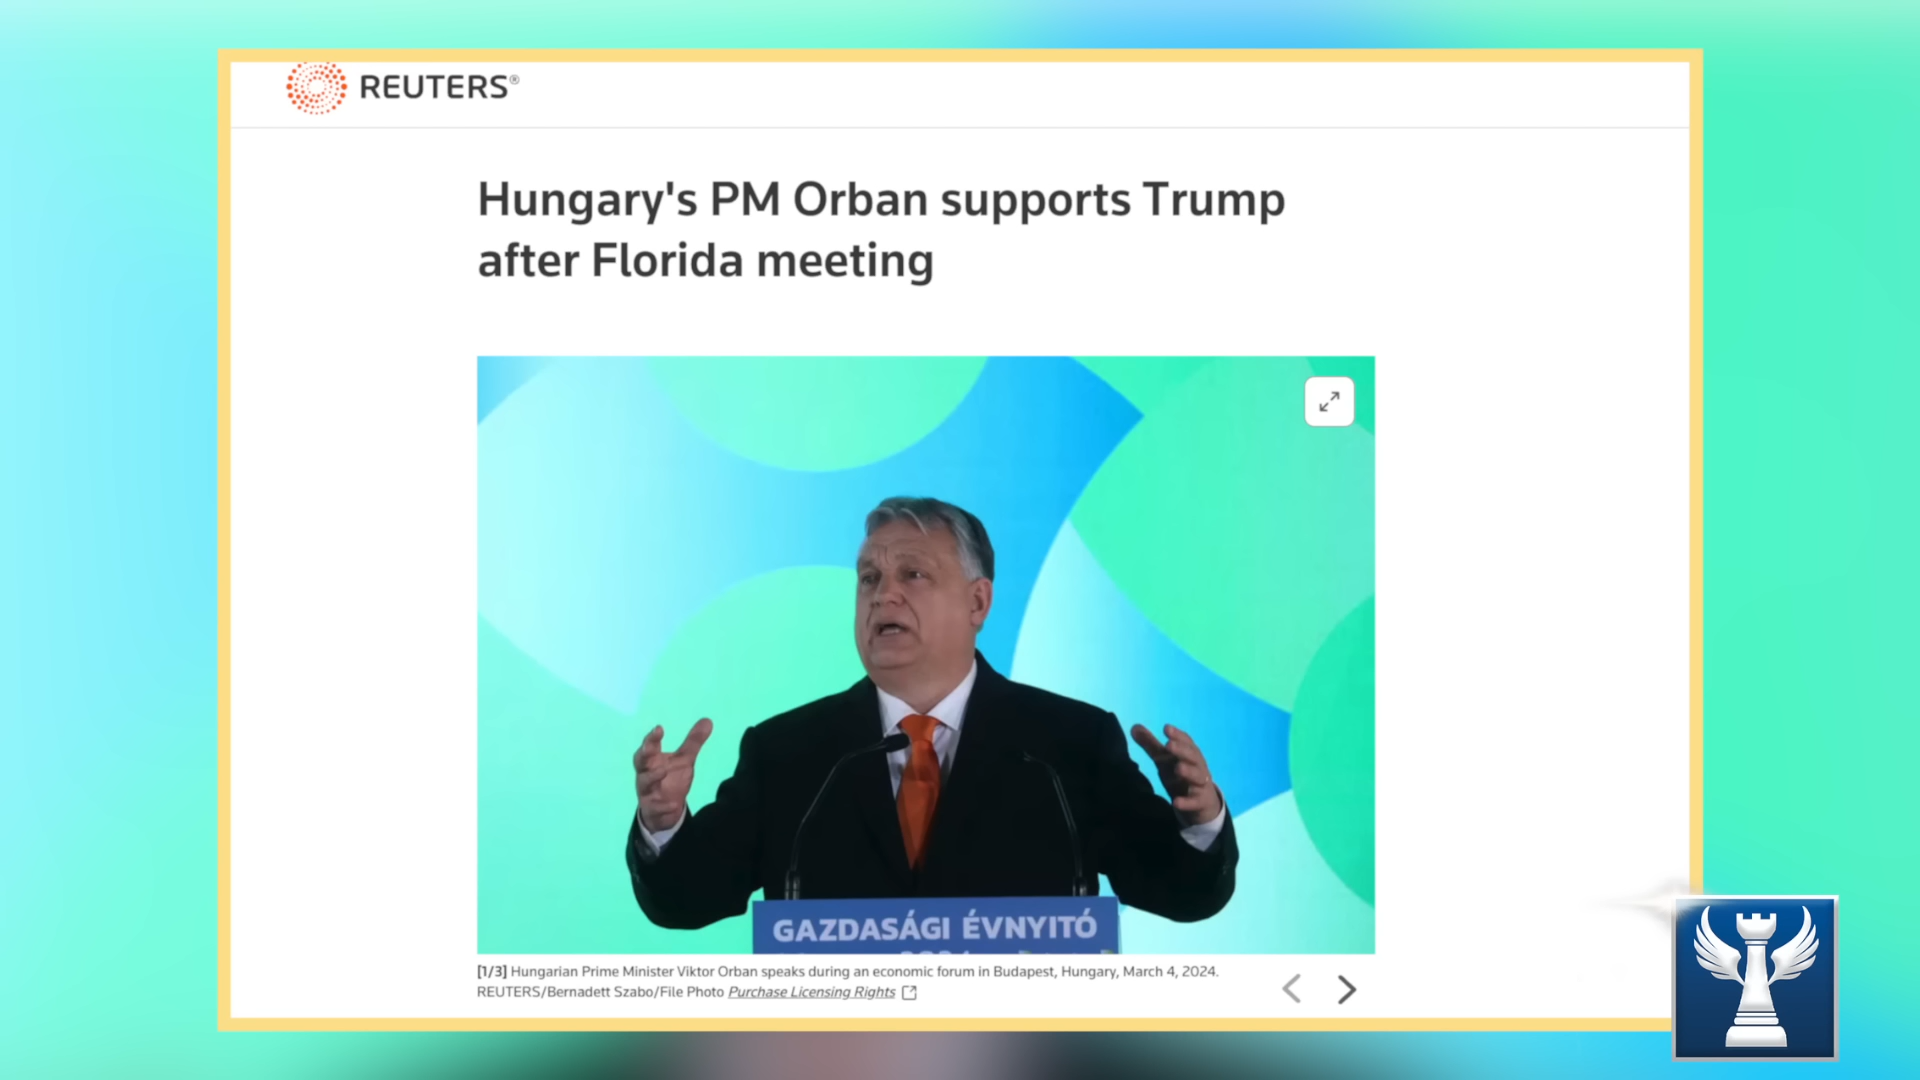 REUTERS®
Hungary's PM Orban supports Trump
after Florida meeting
GAZDASÁGI ÉVNYITÓ
[1/3] Hungarian Prime Minister Viktor Orban speaks during an economic forum in Budapest, Hungary, March 4, 2024.
REUTERS/Bernadett Szabo/File Photo Purchase Licensing Rights